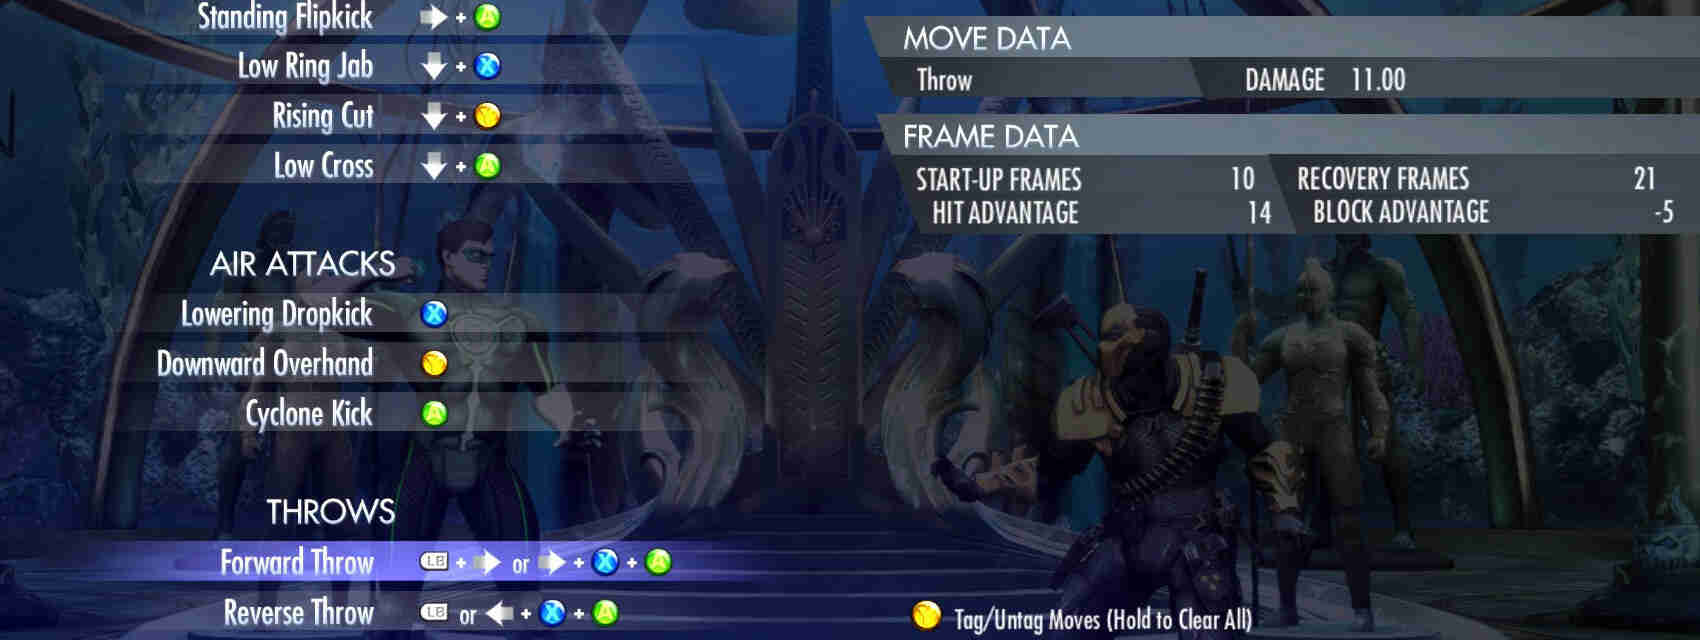 Standing Flipkick + A
Low Ring Jab + X
Rising Cut + Y
Low Cross + A
AIR ATTACKS
Lowering Dropkick X
Downward Overhand Y
Cyclone Kick A
THROWS
Forward Throw LB + or + X + A
Reverse Throw LB or + X + A
MOVE DATA
Throw DAMAGE 11.00
FRAME DATA
START-UP FRAMES 10 RECOVERY FRAMES 21
HIT ADVANTAGE 14 BLOCK ADVANTAGE -5
Y Tag/Untag Moves (Hold to Clear All)